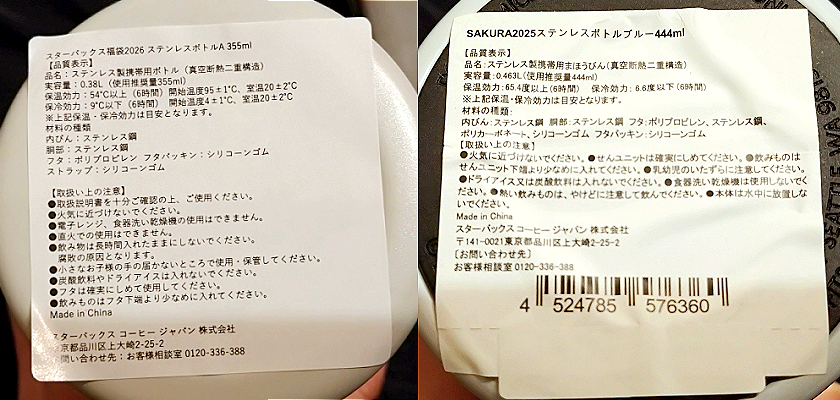 スターバックス福袋2026 ステンレスボトルA 355ml
【品質表示】
品名：ステンレス製携帯用ボトル（真空断熱二重構造）
実容量：0.38L（使用推奨量355ml）
保温効力：54℃以上（6時間） 開始温度95±1℃、室温20±2℃
保冷効力：9℃以下（6時間） 開始温度4±1℃、室温20±2℃
※上記保温・保冷効力は目安となります。
材料の種類
内びん：ステンレス鋼
胴部：ステンレス鋼
フタ：ポリプロピレン フタパッキン：シリコーンゴム
ストラップ：シリコーンゴム
【取扱い上の注意】
●取扱説明書を十分ご確認の上、ご使用ください。
●火気に近づけないでください。
●電子レンジ、食器洗い乾燥機の使用はできません。
●直火での使用はできません。
●飲み物は長時間入れたままにしないでください。
腐敗の原因となります。
●小さなお子様の手の届かないところで使用・保管してください。
●炭酸飲料やドライアイスは入れないでください。
●フタは確実にしめて使用してください。
●飲みものはフタ下端より少なめに入れてください。
Made in China
スターバックス コーヒー ジャパン 株式会社
京都品川区上大崎2-25-2
問い合わせ先：お客様相談室 0120-336-388
SAKURA2025ステンレスボトルブルー444ml
【品質表示】
品名:ステンレス製携帯用まほうびん(真空断熱二重構造)
実容量:0.463L(使用推奨量444ml)
保温効力:65.4度以上(6時間) 保冷効力:6.6度以下(6時間)
※上記保温・保冷効力は目安となります。
材料の種類:
内びん:ステンレス鋼 胴部:ステンレス鋼 フタ:ポリプロピレン、ステンレス鋼、
ポリカーボネート、シリコーンゴム フタパッキン:シリコーンゴム
【取扱い上の注意】
●火気に近づけないでください。●せんユニットは確実にしめてください。●飲みものは
せんユニット下端より少なめに入れてください。●乳幼児のいたずらに注意してください。
●ドライアイス又は炭酸飲料は入れないでください。●食器洗い乾燥機は使用しないでく
ださい。●熱い飲みものは、やけどに注意して飲んでください。●本体は水中に放置しな
いでください。
Made in China
スターバックス コーヒー ジャパン 株式会社
〒141-0021東京都品川区上大崎2-25-2
[お問い合わせ先]
お客様相談室 0120-336-388
4 524785 576360